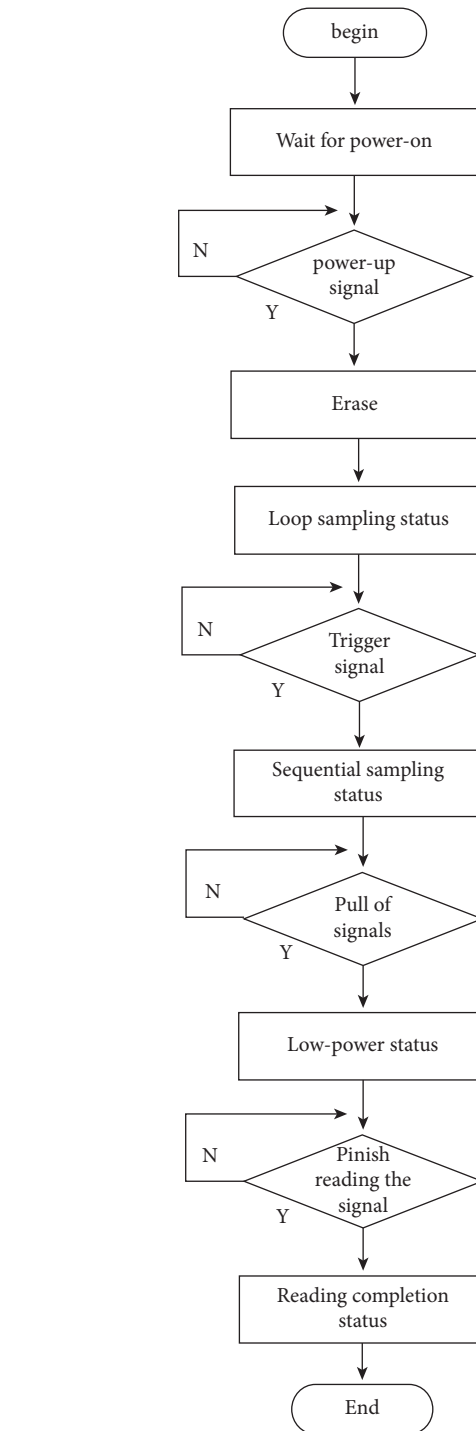 begin
Wait for power-on
N
power-up
signal
Y
Erase
Loop sampling status
N
Trigger
signal
Y
Sequential sampling
status
N
Pull of
signals
Y
Low-power status
N
Pinish
reading the
signal
Y
Reading completion
status
End